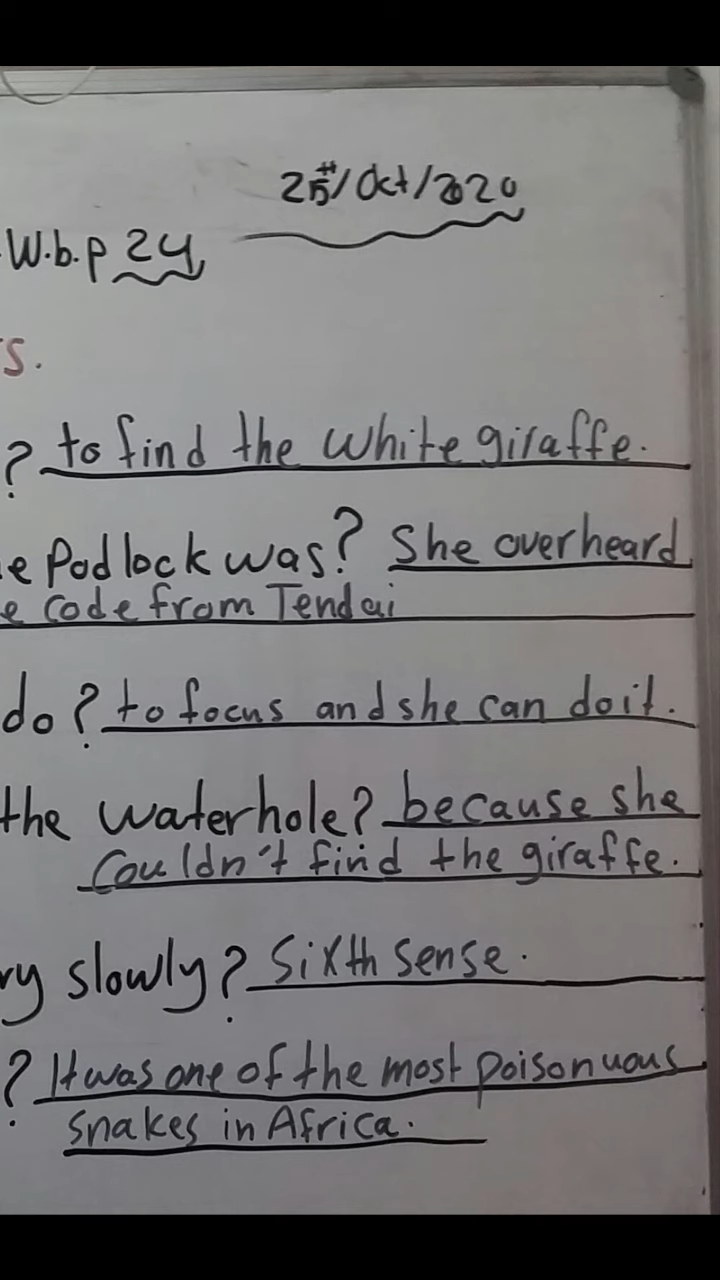 25th/Oct/2020
.W.b.p 24
s.
? to find the white giraffe.
e Podlock was? She overheard
e code from Tendai
do? to focus and she can do it.
the waterhole? because she
Couldn't find the giraffe.
ry slowly? Sixth sense.
? It was one of the most poisonuous
snakes in Africa.